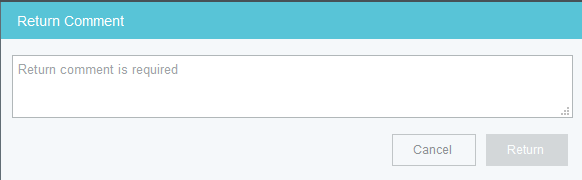 Return Comment
Return comment is required
Cancel Return